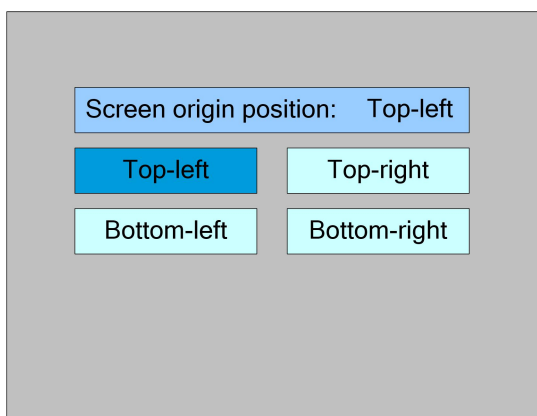 Screen origin position: Top-left
Top-left Top-right
Bottom-left Bottom-right